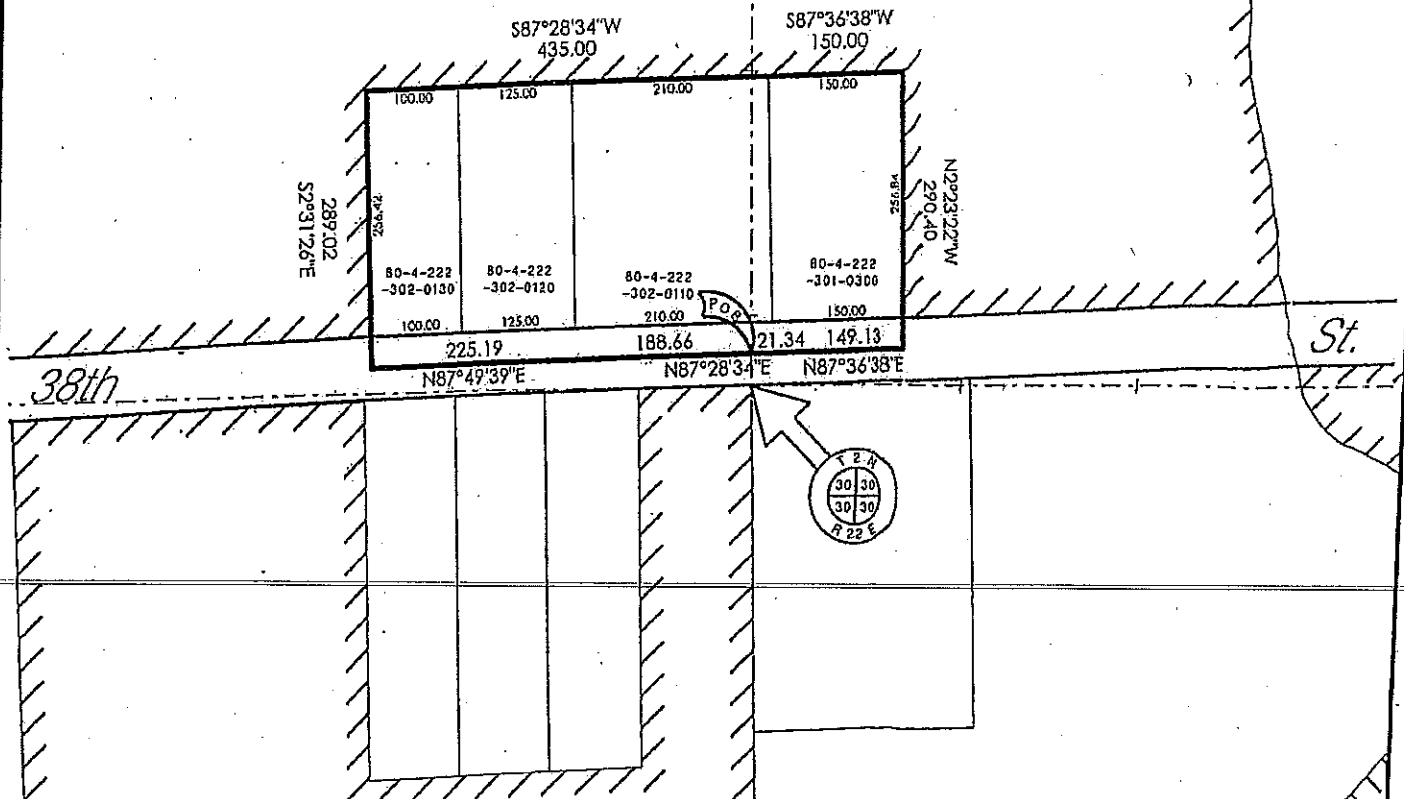 S87°28'34"W
435.00
S87°36'38"W
150.00
100.00
125.00
210.00
150.00
289.02
S2°31'26"E
256.42
256.84
N2°23'22"W
290.40
80-4-222
-302-0130
80-4-222
-302-0120
80-4-222
-302-0110
80-4-222
-301-0300
POB
100.00
125.00
210.00
150.00
225.19
188.66
21.34
149.13
N87°49'39"E
N87°28'34"E
N87°36'38"E
38th
St.
T 2 N
30 30
30 30
R 22 E